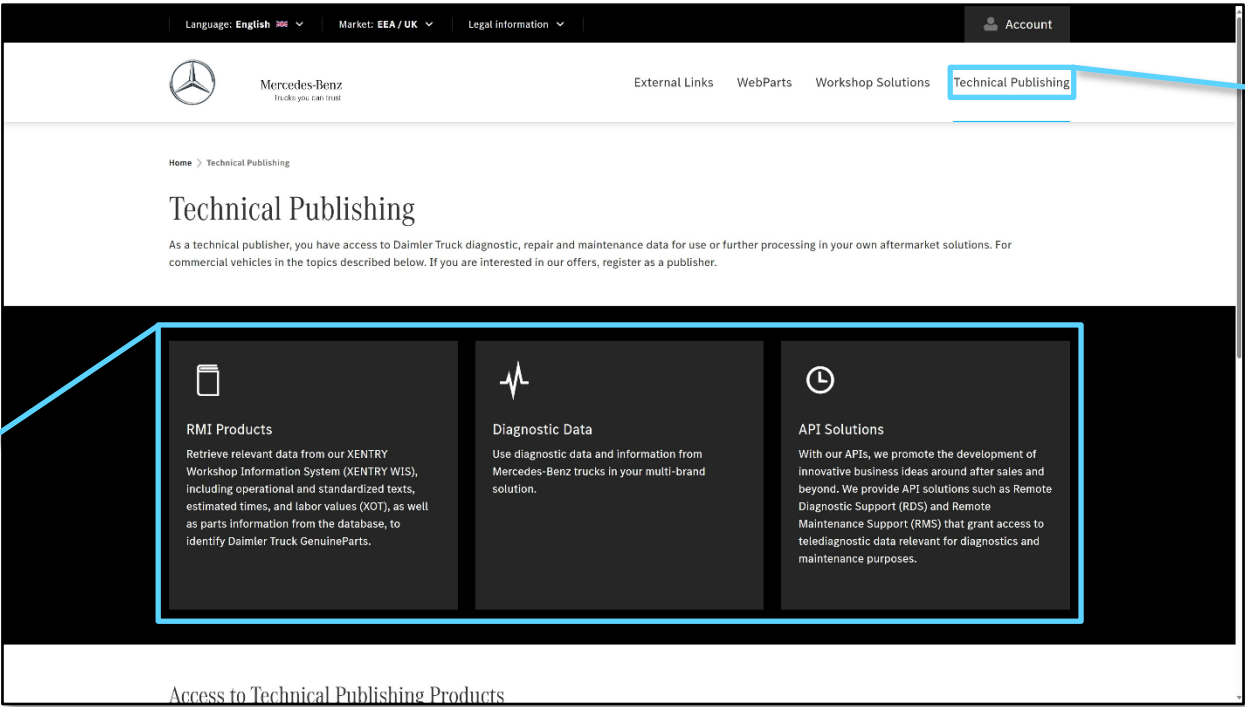 Language: English
Market: EEA / UK
Legal information
Account
Mercedes-Benz
Trucks you can trust
External Links
WebParts
Workshop Solutions
Technical Publishing
Home > Technical Publishing
Technical Publishing
As a technical publisher, you have access to Daimler Truck diagnostic, repair and maintenance data for use or further processing in your own aftermarket solutions. For
commercial vehicles in the topics described below. If you are interested in our offers, register as a publisher.
RMI Products
Retrieve relevant data from our XENTRY
Workshop Information System (XENTRY WIS),
including operational and standardized texts,
estimated times, and labor values (XOT), as well
as parts information from the database, to
identify Daimler Truck GenuineParts.
Diagnostic Data
Use diagnostic data and information from
Mercedes-Benz trucks in your multi-brand
solution.
API Solutions
With our APIs, we promote the development of
innovative business ideas around after sales and
beyond. We provide API solutions such as Remote
Diagnostic Support (RDS) and Remote
Maintenance Support (RMS) that grant access to
telediagnostic data relevant for diagnostics and
maintenance purposes.
Access to Technical Publishing Products